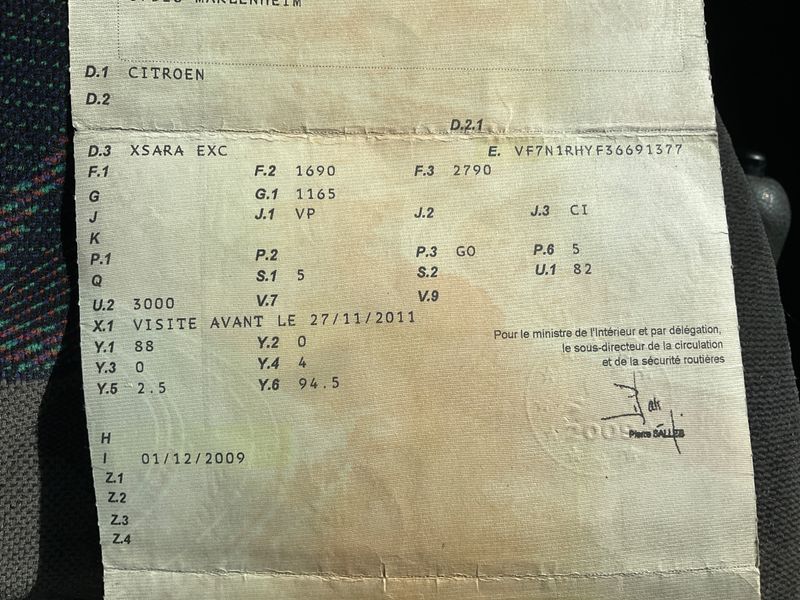 MARLENHEIM
D.1 CITROEN
D.2
D.2.1
D.3 XSARA EXC E. VF7N1RHYF36691377
F.1 F.2 1690 F.3 2790
G G.1 1165
J J.1 VP J.2 J.3 CI
K
P.1 P.2 P.3 GO P.6 5
Q S.1 5 S.2 U.1 82
U.2 3000 V.7 V.9
X.1 VISITE AVANT LE 27/11/2011
Y.1 88 Y.2 0
Y.3 0 Y.4 4
Y.5 2.5 Y.6 94.5
Pour le ministre de l'Intérieur et par délégation,
le sous-directeur de la circulation
et de la sécurité routières
Pierre SALLES
H
I 01/12/2009
Z.1
Z.2
Z.3
Z.4